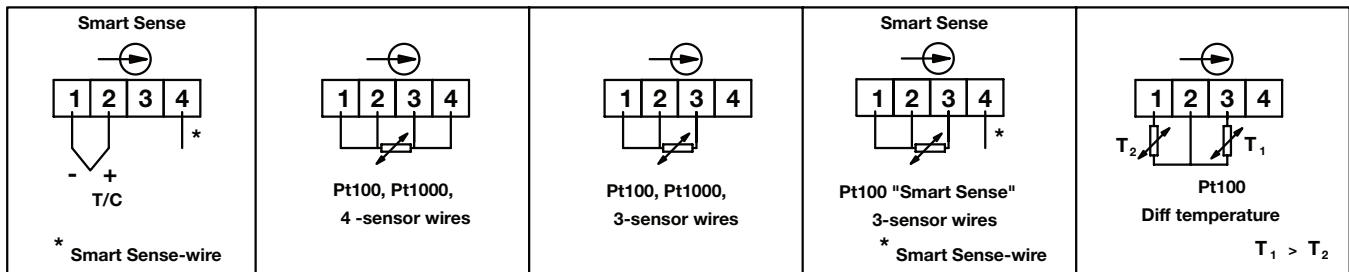 Smart Sense
1 2 3 4
*
- +
T/C
* Smart Sense-wire
1 2 3 4
Pt100, Pt1000,
4 -sensor wires
1 2 3 4
Pt100, Pt1000,
3-sensor wires
Smart Sense
1 2 3 4
*
Pt100 "Smart Sense"
3-sensor wires
* Smart Sense-wire
1 2 3 4
T₂ T₁
Pt100
Diff temperature
T₁ > T₂